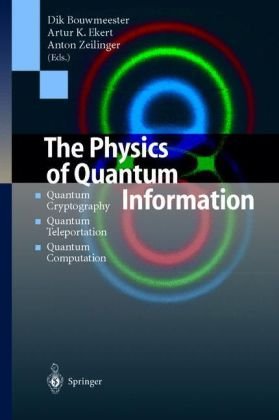 Dik Bouwmeester
Artur K. Ekert
Anton Zeilinger
(Eds.)
The Physics
of Quantum
Information
Quantum
Cryptography
Quantum
Teleportation
Quantum
Computation
Springer